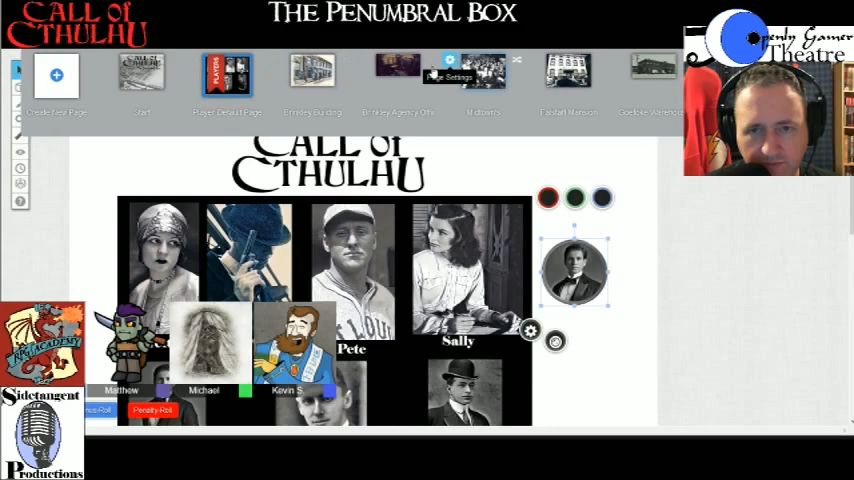 CALL of
CTHULHU
THE PENUMBRAL BOX
Openly Gamer
Theatre
PLAYERS
Page Settings
Create New Page
Start
Player Default Page
Brinkley Building
Brinkley Agency Offi
Midtown
Falstaff Mansion
CALL of
CTHULHU
Pete
Sally
RPG ACADEMY
Matthew
Michael
Kevin S.
Penalty Roll
Sidetangent
Productions